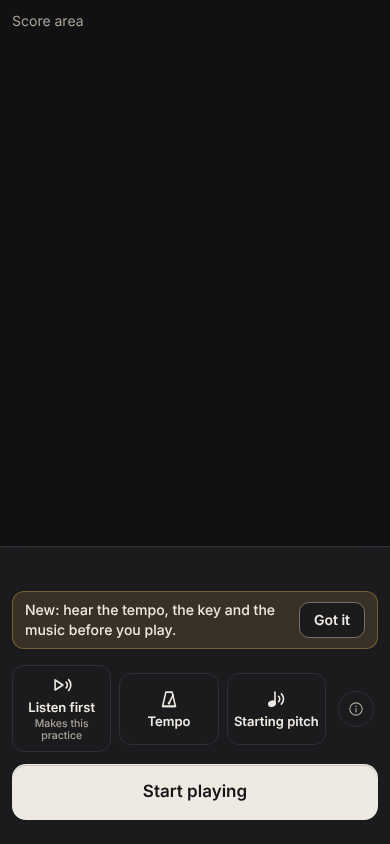 Score area
New: hear the tempo, the key and the
music before you play.
Got it
Listen first
Makes this
practice
Tempo
Starting pitch
Start playing